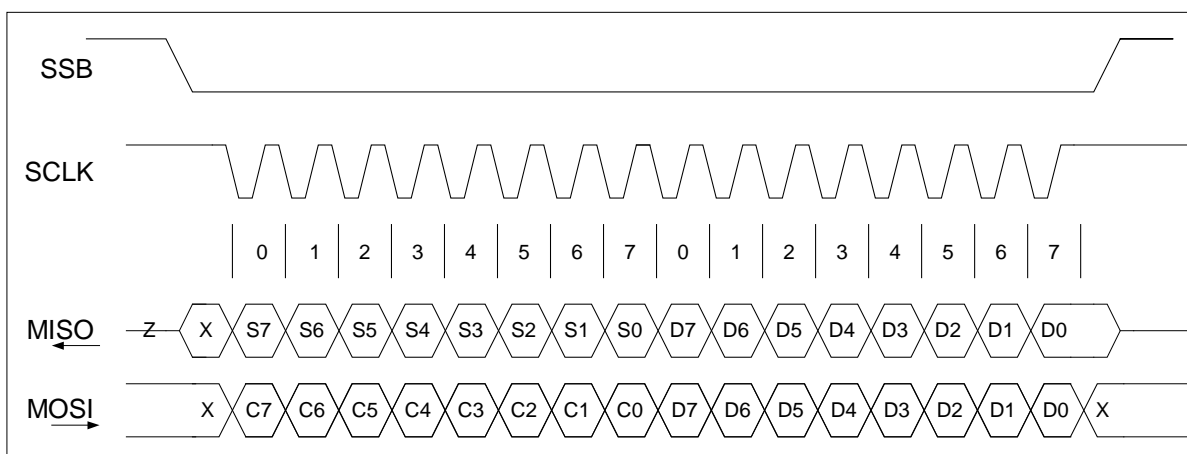 SSB
SCLK
0 1 2 3 4 5 6 7 0 1 2 3 4 5 6 7
MISO Z X S7 S6 S5 S4 S3 S2 S1 S0 D7 D6 D5 D4 D3 D2 D1 D0
MOSI X C7 C6 C5 C4 C3 C2 C1 C0 D7 D6 D5 D4 D3 D2 D1 D0 X